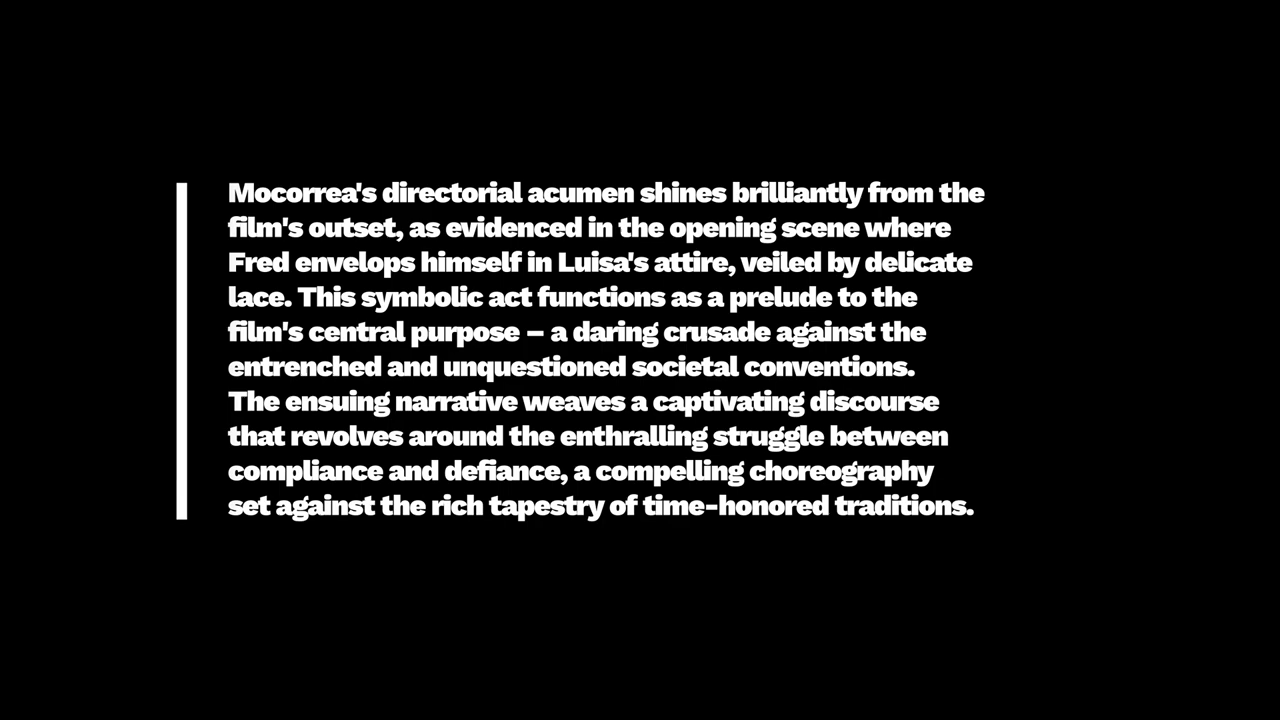 Mocorrea's directorial acumen shines brilliantly from the
film's outset, as evidenced in the opening scene where
Fred envelops himself in Luisa's attire, veiled by delicate
lace. This symbolic act functions as a prelude to the
film's central purpose – a daring crusade against the
entrenched and unquestioned societal conventions.
The ensuing narrative weaves a captivating discourse
that revolves around the enthralling struggle between
compliance and defiance, a compelling choreography
set against the rich tapestry of time-honored traditions.